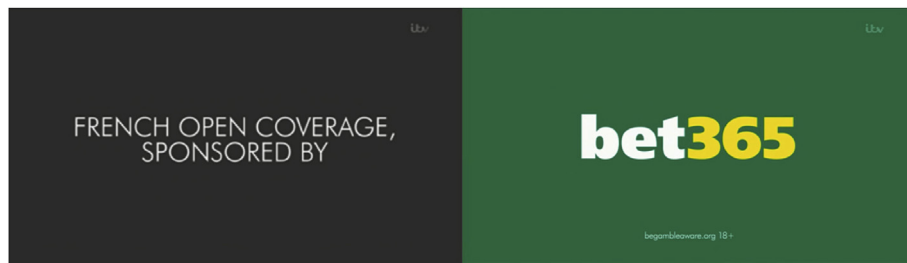 itv
FRENCH OPEN COVERAGE,
SPONSORED BY
itv
bet365
begambleaware.org 18+